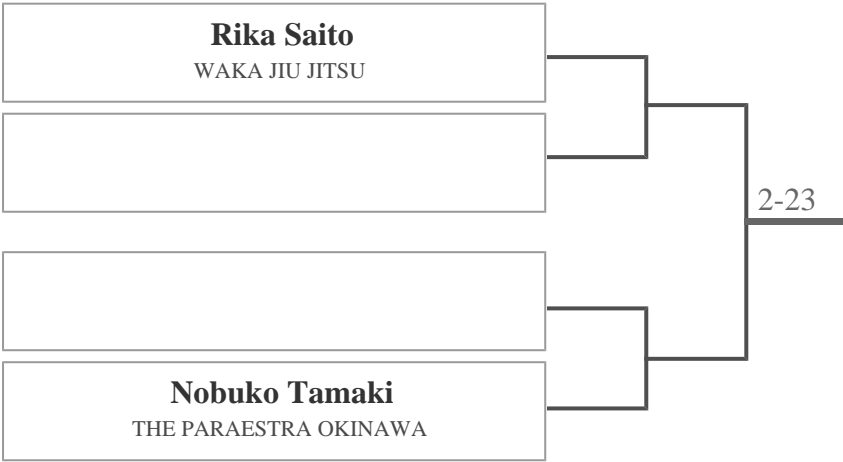 Rika Saito
WAKA JIU JITSU
2-23
Nobuko Tamaki
THE PARAESTRA OKINAWA